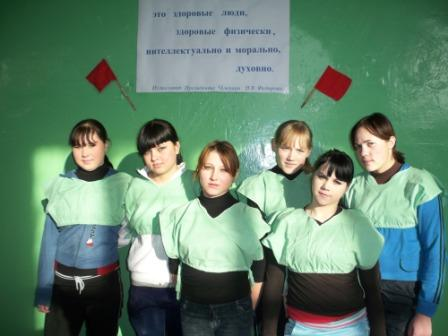 это здоровые люди,
здоровые физически,
интеллектуально и морально,
духовно.